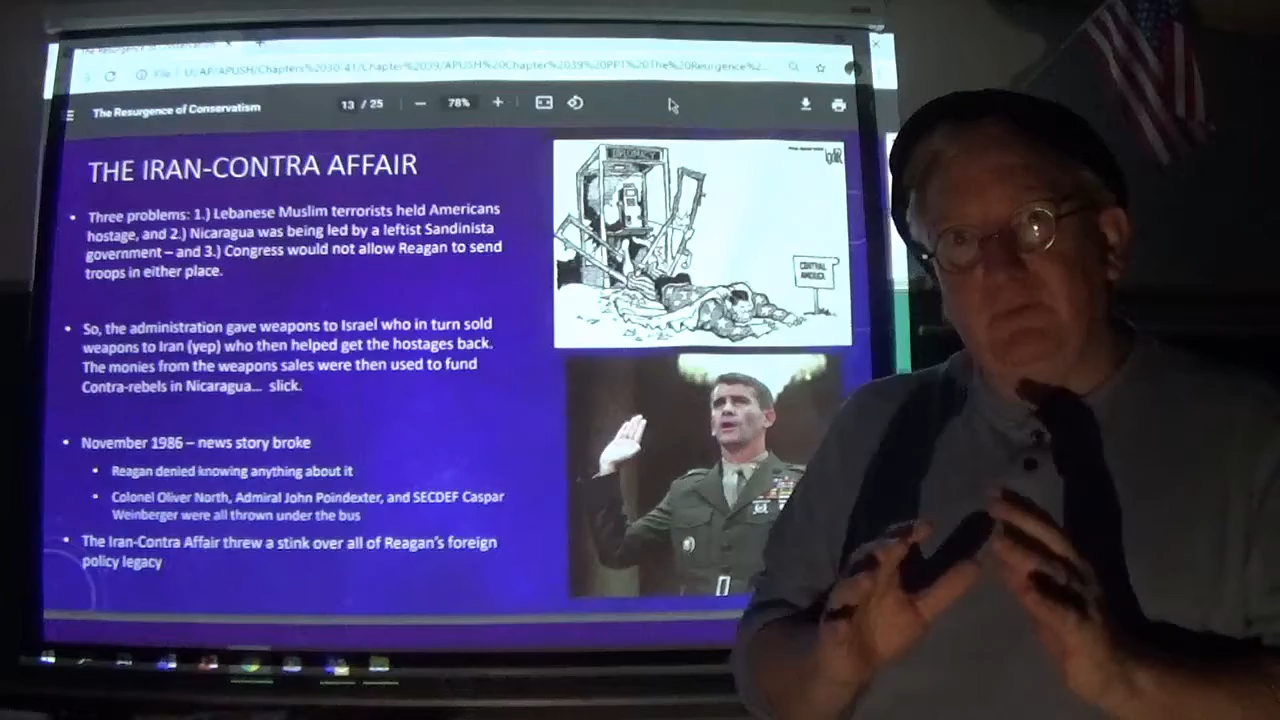 File
The Resurgence of Conservatism
13 / 25
78%
THE IRAN-CONTRA AFFAIR
Three problems: 1.) Lebanese Muslim terrorists held Americans
hostage, and 2.) Nicaragua was being led by a leftist Sandinista
government – and 3.) Congress would not allow Reagan to send
troops in either place.
So, the administration gave weapons to Israel who in turn sold
weapons to Iran (yep) who then helped get the hostages back.
The monies from the weapons sales were then used to fund
Contra-rebels in Nicaragua... slick.
November 1986 – news story broke
Reagan denied knowing anything about it
Colonel Oliver North, Admiral John Poindexter, and SECDEF Caspar
Weinberger were all thrown under the bus
The Iran-Contra Affair threw a stink over all of Reagan's foreign
policy legacy
DIPLOMACY
CENTRAL
AMERICA